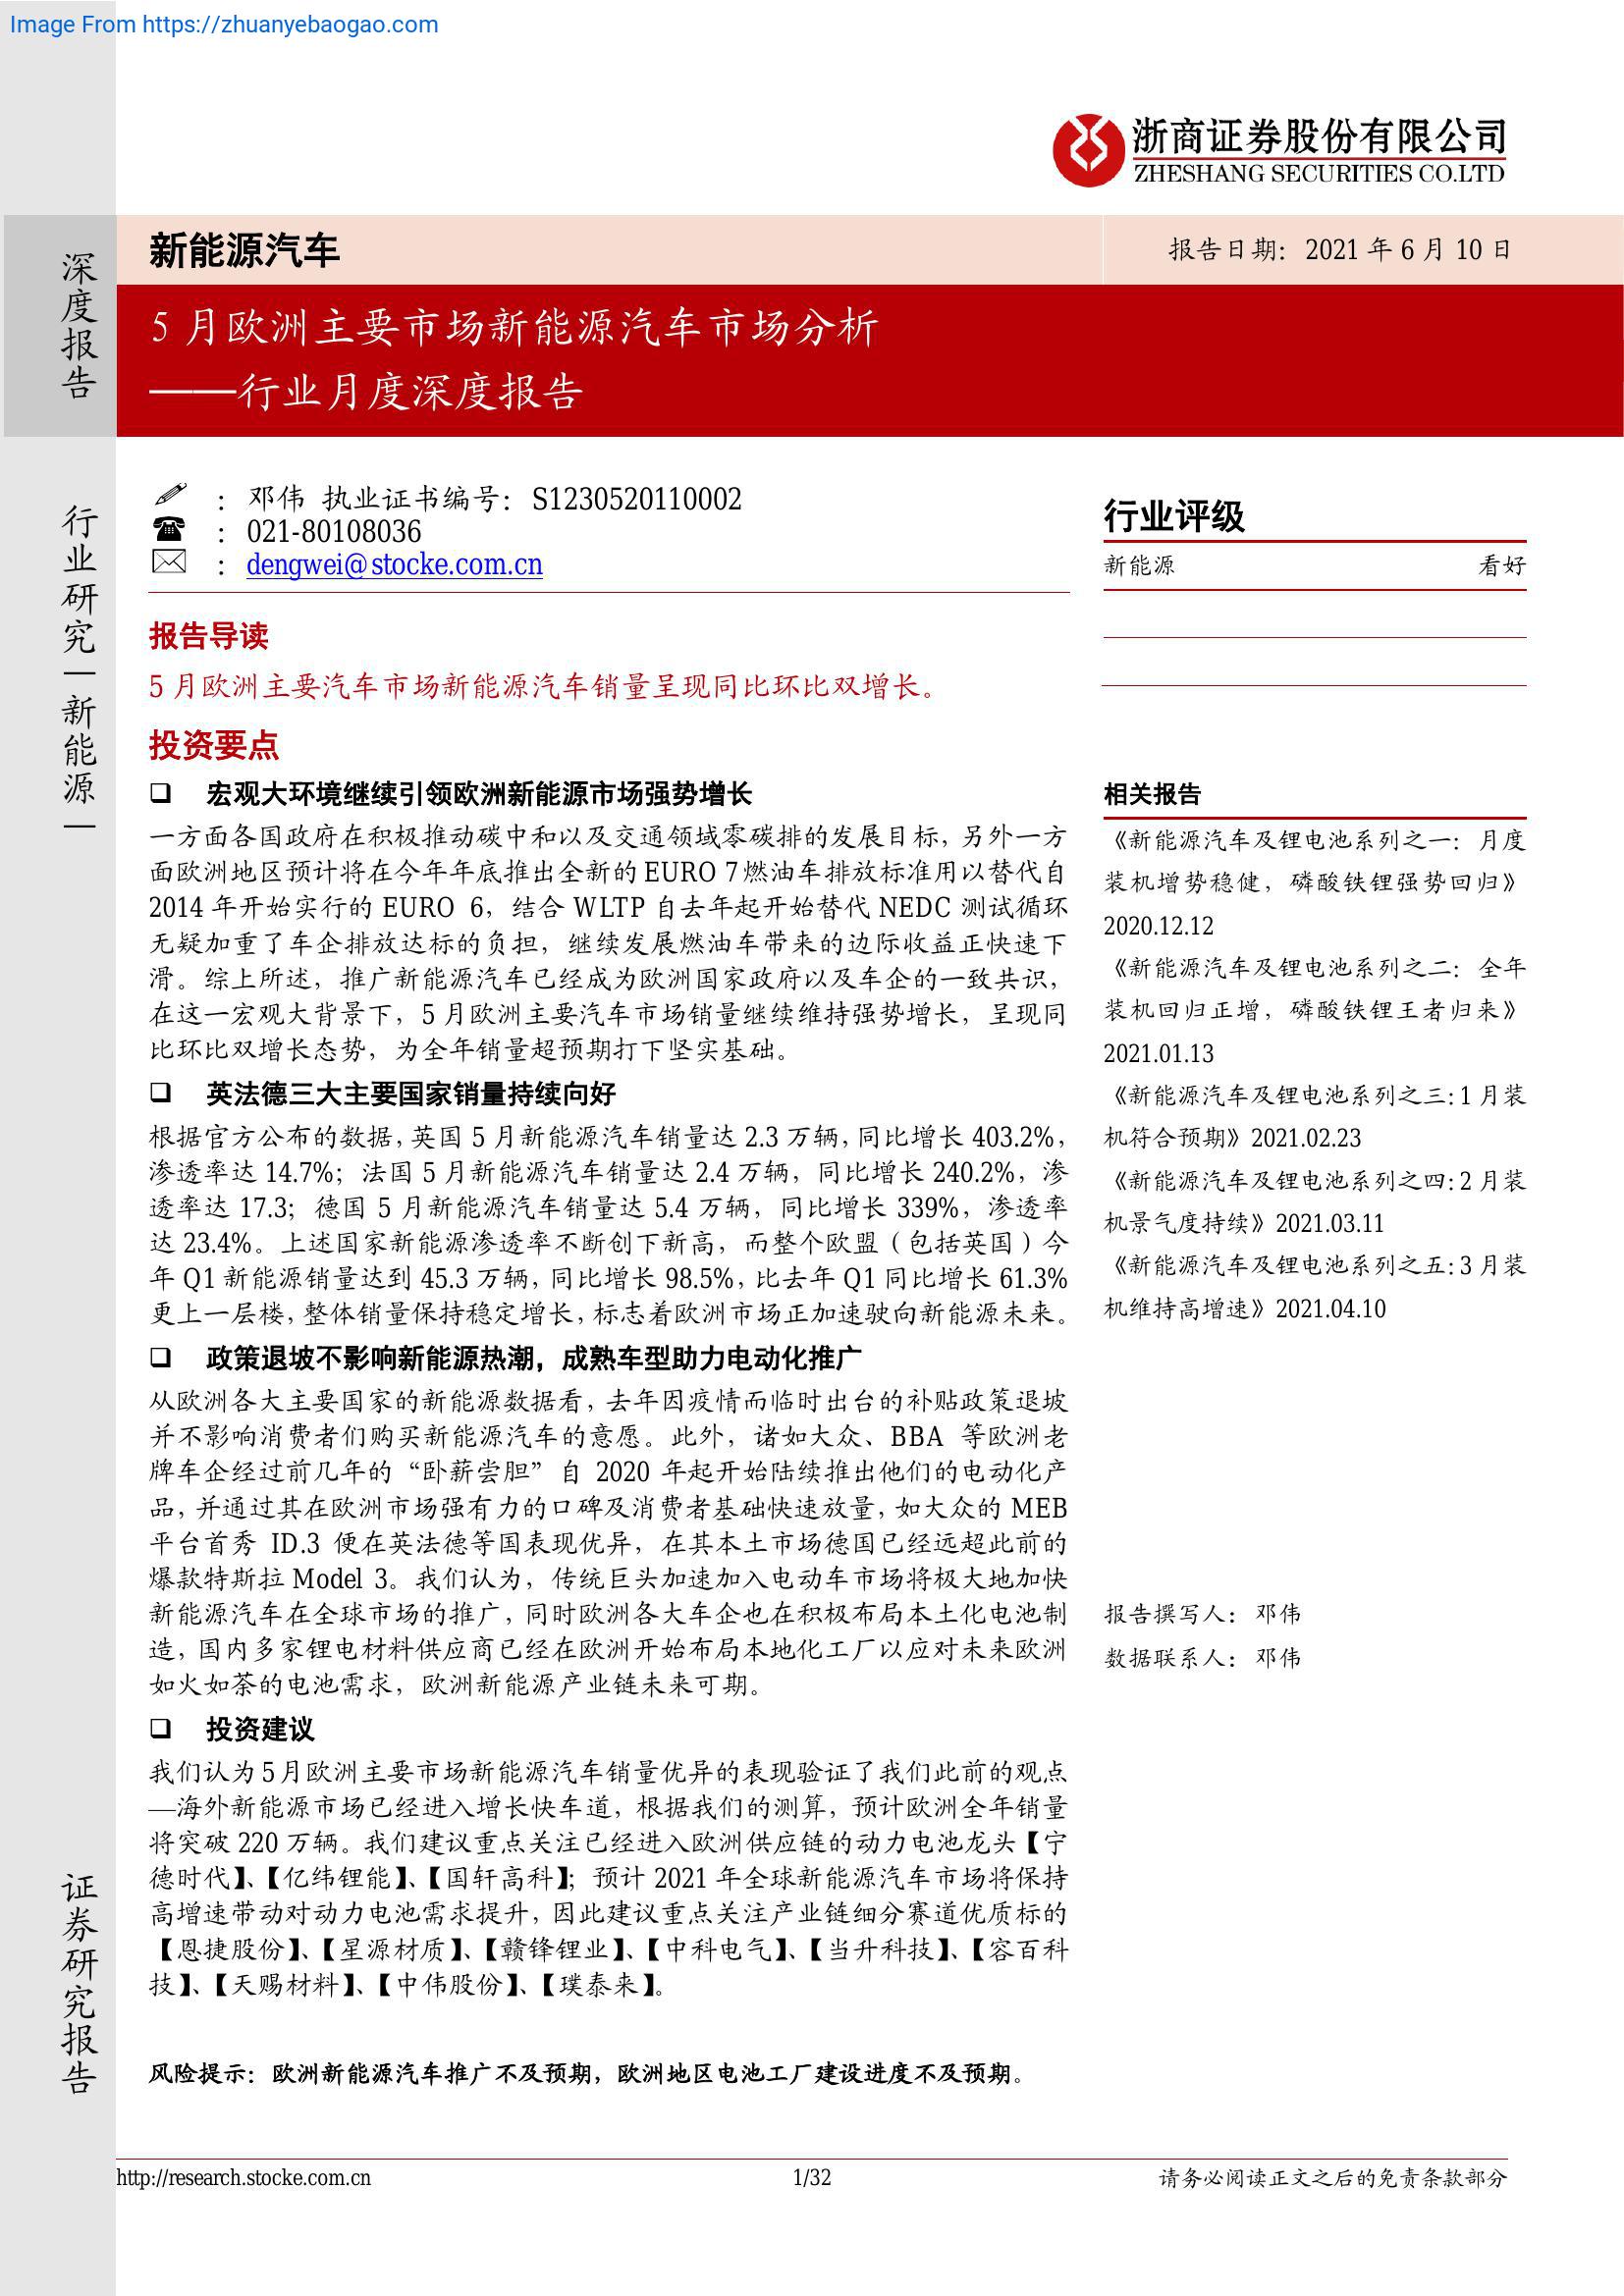 Image From https://zhuanyebaogao.com
浙商证券股份有限公司
ZHESHANG SECURITIES CO.LTD
深度报告
新能源汽车
报告日期：2021 年 6 月 10 日
5 月欧洲主要市场新能源汽车市场分析
——行业月度深度报告
行业研究—新能源—
：邓伟 执业证书编号：S1230520110002
：021-80108036
：dengwei@stocke.com.cn
报告导读
5 月欧洲主要汽车市场新能源汽车销量呈现同比环比双增长。
投资要点
❑ 宏观大环境继续引领欧洲新能源市场强势增长
一方面各国政府在积极推动碳中和以及交通领域零碳排的发展目标，另外一方
面欧洲地区预计将在今年年底推出全新的 EURO 7 燃油车排放标准用以替代自
2014 年开始实行的 EURO 6，结合 WLTP 自去年起开始替代 NEDC 测试循环
无疑加重了车企排放达标的负担，继续发展燃油车带来的边际收益正快速下
滑。综上所述，推广新能源汽车已经成为欧洲国家政府以及车企的一致共识，
在这一宏观大背景下，5 月欧洲主要汽车市场销量继续维持强势增长，呈现同
比环比双增长态势，为全年销量超预期打下坚实基础。
❑ 英法德三大主要国家销量持续向好
根据官方公布的数据，英国 5 月新能源汽车销量达 2.3 万辆，同比增长 403.2%，
渗透率达 14.7%；法国 5 月新能源汽车销量达 2.4 万辆，同比增长 240.2%，渗
透率达 17.3；德国 5 月新能源汽车销量达 5.4 万辆，同比增长 339%，渗透率
达 23.4%。上述国家新能源渗透率不断创下新高，而整个欧盟（包括英国）今
年 Q1 新能源销量达到 45.3 万辆，同比增长 98.5%，比去年 Q1 同比增长 61.3%
更上一层楼，整体销量保持稳定增长，标志着欧洲市场正加速驶向新能源未来。
❑ 政策退坡不影响新能源热潮，成熟车型助力电动化推广
从欧洲各大主要国家的新能源数据看，去年因疫情而临时出台的补贴政策退坡
并不影响消费者们购买新能源汽车的意愿。此外，诸如大众、BBA 等欧洲老
牌车企经过前几年的“卧薪尝胆”自 2020 年起开始陆续推出他们的电动化产
品，并通过其在欧洲市场强有力的口碑及消费者基础快速放量，如大众的 MEB
平台首秀 ID.3 便在英法德等国表现优异，在其本土市场德国已经远超此前的
爆款特斯拉 Model 3。我们认为，传统巨头加速加入电动车市场将极大地加快
新能源汽车在全球市场的推广，同时欧洲各大车企也在积极布局本土化电池制
造，国内多家锂电材料供应商已经在欧洲开始布局本地化工厂以应对未来欧洲
如火如荼的电池需求，欧洲新能源产业链未来可期。
❑ 投资建议
我们认为 5 月欧洲主要市场新能源汽车销量优异的表现验证了我们此前的观点
—海外新能源市场已经进入增长快车道，根据我们的测算，预计欧洲全年销量
将突破 220 万辆。我们建议重点关注已经进入欧洲供应链的动力电池龙头【宁
德时代】、【亿纬锂能】、【国轩高科】；预计 2021 年全球新能源汽车市场将保持
高增速带动对动力电池需求提升，因此建议重点关注产业链细分赛道优质标的
【恩捷股份】、【星源材质】、【赣锋锂业】、【中科电气】、【当升科技】、【容百科
技】、【天赐材料】、【中伟股份】、【璞泰来】。
风险提示：欧洲新能源汽车推广不及预期，欧洲地区电池工厂建设进度不及预期。
行业评级
新能源 看好
相关报告
《新能源汽车及锂电池系列之一：月度
装机增势稳健，磷酸铁锂强势回归》
2020.12.12
《新能源汽车及锂电池系列之二：全年
装机回归正增，磷酸铁锂王者归来》
2021.01.13
《新能源汽车及锂电池系列之三：1 月装
机符合预期》2021.02.23
《新能源汽车及锂电池系列之四：2 月装
机景气度持续》2021.03.11
《新能源汽车及锂电池系列之五：3 月装
机维持高增速》2021.04.10
报告撰写人：邓伟
数据联系人：邓伟
证券研究报告
http://research.stocke.com.cn
1/32
请务必阅读正文之后的免责条款部分